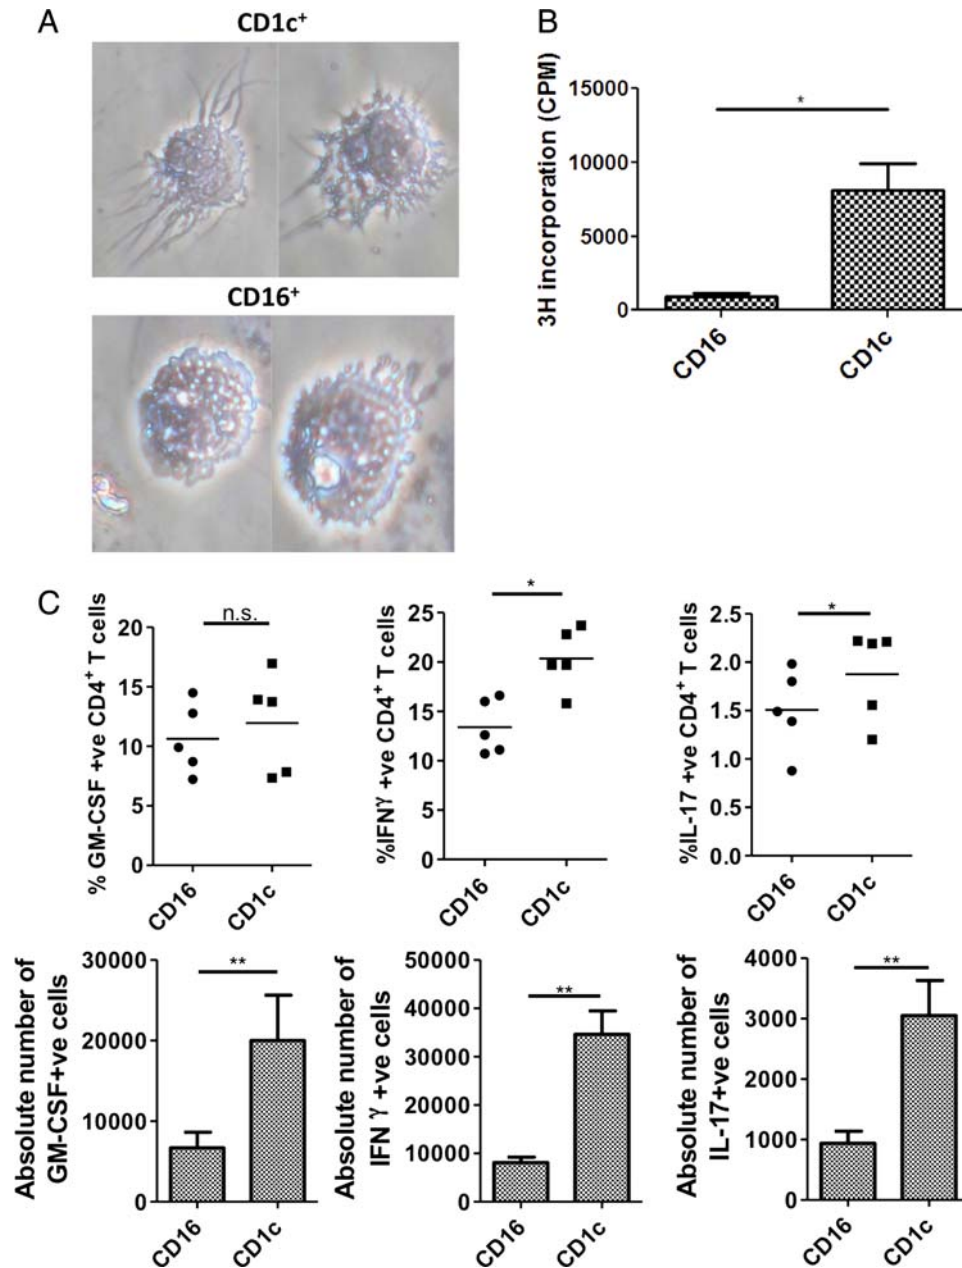 A
CD1c+
CD16+
B
3H incorporation (CPM)
15000
10000
5000
0
*
CD16
CD1c
C
% GM-CSF +ve CD4+ T cells
20
15
10
5
0
n.s.
CD16
CD1c
%IFNγ +ve CD4+ T cells
25
20
15
10
5
0
*
CD16
CD1c
%IL-17 +ve CD4+ T cells
2.5
2.0
1.5
1.0
0.5
0.0
*
CD16
CD1c
Absolute number of
GM-CSF+ve cells
30000
20000
10000
0
**
CD16
CD1c
Absolute number of
IFN γ +ve cells
50000
40000
30000
20000
10000
0
**
CD16
CD1c
Absolute number of
IL-17+ve cells
4000
3000
2000
1000
0
**
CD16
CD1c